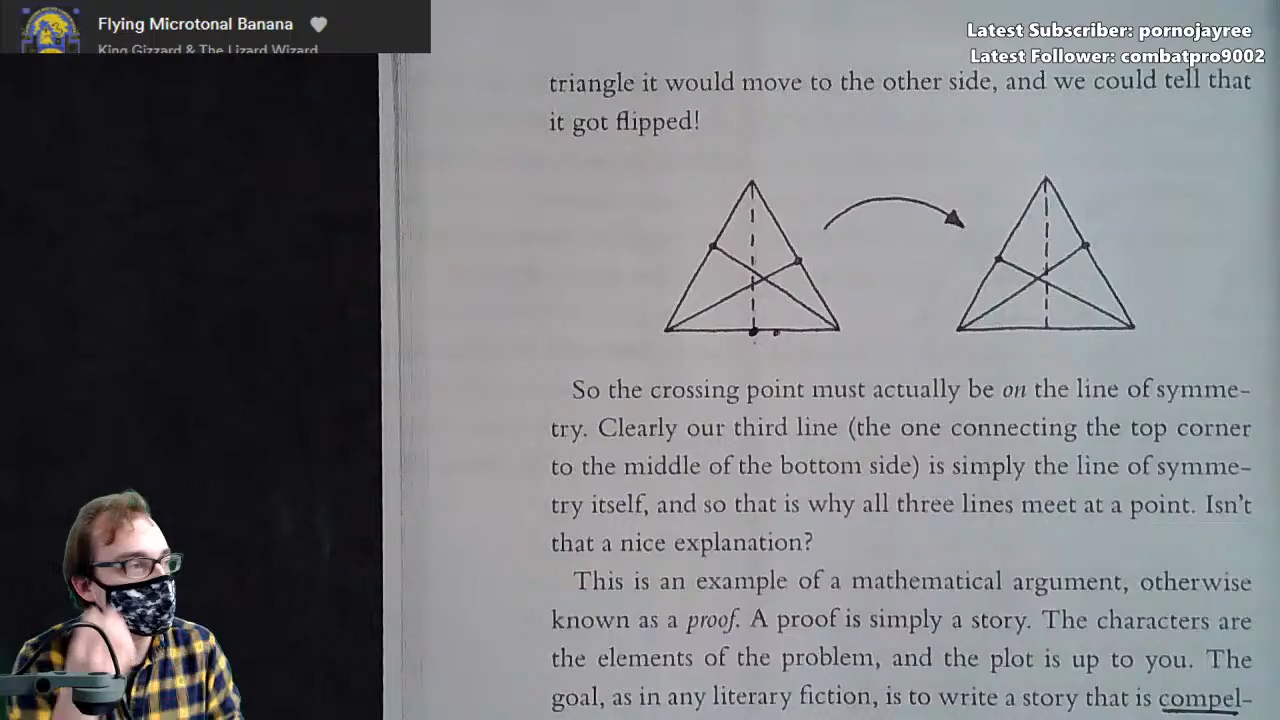 Flying Microtonal Banana
King Gizzard & The Lizard Wizard
Latest Subscriber: pornojayree
Latest Follower: combatpro9002
triangle it would move to the other side, and we could tell that
it got flipped!
So the crossing point must actually be on the line of symme-
try. Clearly our third line (the one connecting the top corner
to the middle of the bottom side) is simply the line of symme-
try itself, and so that is why all three lines meet at a point. Isn't
that a nice explanation?
This is an example of a mathematical argument, otherwise
known as a proof. A proof is simply a story. The characters are
the elements of the problem, and the plot is up to you. The
goal, as in any literary fiction, is to write a story that is compel-